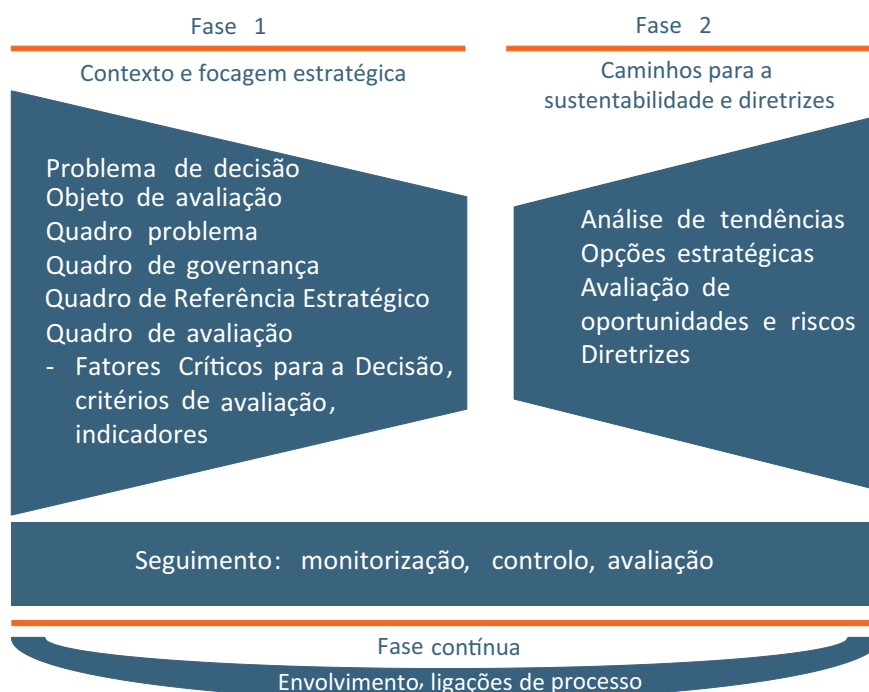 Fase 1
Contexto e focagem estratégica
Problema de decisão
Objeto de avaliação
Quadro problema
Quadro de governança
Quadro de Referência Estratégico
Quadro de avaliação
- Fatores Críticos para a Decisão,
critérios de avaliação,
indicadores
Fase 2
Caminhos para a
sustentabilidade e diretrizes
Análise de tendências
Opções estratégicas
Avaliação de
oportunidades e riscos
Diretrizes
Seguimento: monitorização, controlo, avaliação
Fase contínua
Envolvimento, ligações de processo